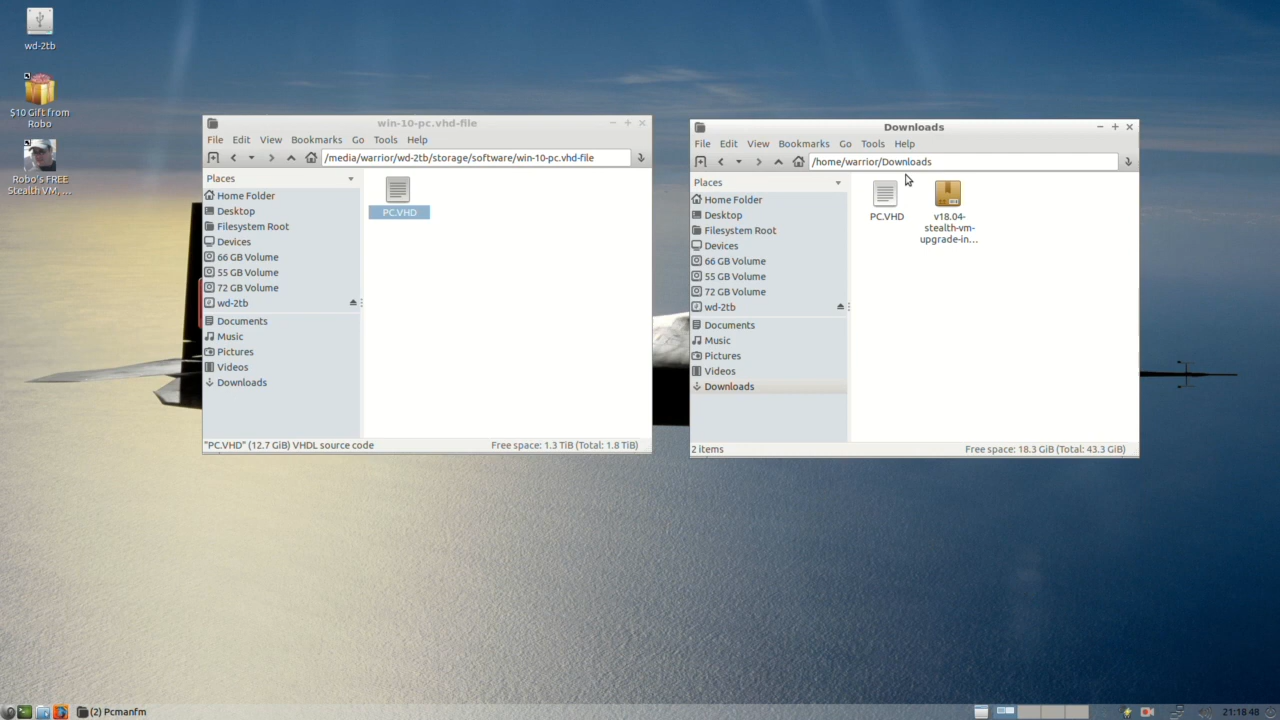 wd-2tb
$10 Gift from
Robo
Robo's FREE
Stealth VM, ...
win-10-pc.vhd-file
File Edit View Bookmarks Go Tools Help
/media/warrior/wd-2tb/storage/software/win-10-pc.vhd-file
Places
Home Folder
Desktop
Filesystem Root
Devices
66 GB Volume
55 GB Volume
72 GB Volume
wd-2tb
Documents
Music
Pictures
Videos
Downloads
PC.VHD
"PC.VHD" (12.7 GiB) VHDL source code
Free space: 1.3 TiB (Total: 1.8 TiB)
Downloads
File Edit View Bookmarks Go Tools Help
/home/warrior/Downloads
Places
Home Folder
Desktop
Filesystem Root
Devices
66 GB Volume
55 GB Volume
72 GB Volume
wd-2tb
Documents
Music
Pictures
Videos
Downloads
PC.VHD
v18.04-
stealth-vm-
upgrade-in...
2 items
Free space: 18.3 GiB (Total: 43.3 GiB)
(2) Pcmanfm
21:18 48